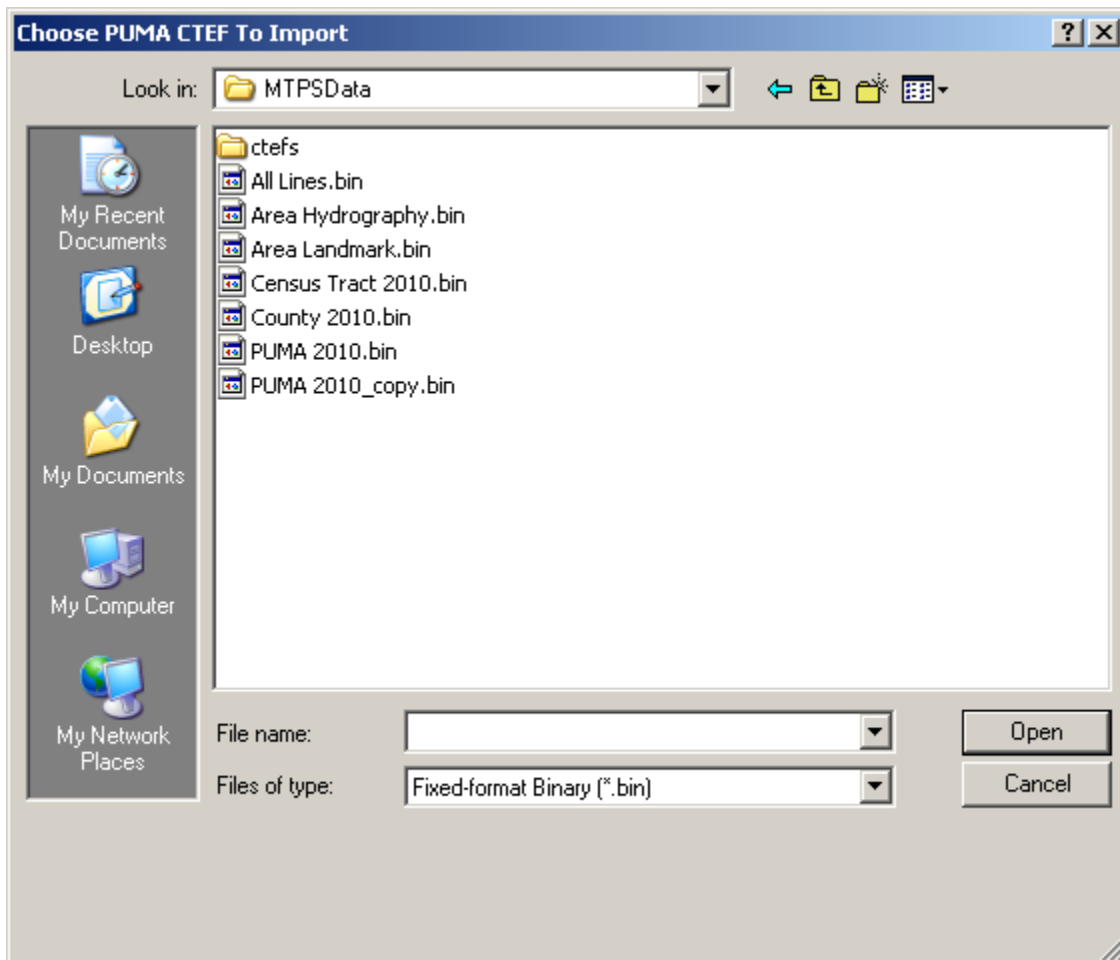 Choose PUMA CTEF To Import
Look in: MTPSData
My Recent
Documents
Desktop
My Documents
My Computer
My Network
Places
ctefs
All Lines.bin
Area Hydrography.bin
Area Landmark.bin
Census Tract 2010.bin
County 2010.bin
PUMA 2010.bin
PUMA 2010_copy.bin
File name:
Open
Files of type: Fixed-format Binary (*.bin)
Cancel